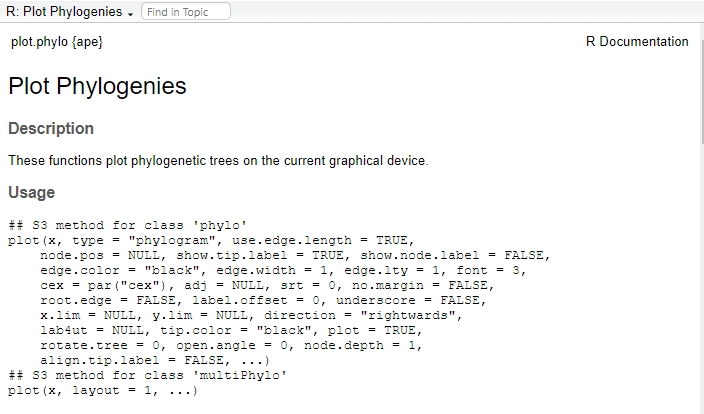 R: Plot Phylogenies Find in Topic
plot.phylo {ape} R Documentation
Plot Phylogenies
Description
These functions plot phylogenetic trees on the current graphical device.
Usage
## S3 method for class 'phylo'
plot(x, type = "phylogram", use.edge.length = TRUE,
    node.pos = NULL, show.tip.label = TRUE, show.node.label = FALSE,
    edge.color = "black", edge.width = 1, edge.lty = 1, font = 3,
    cex = par("cex"), adj = NULL, srt = 0, no.margin = FALSE,
    root.edge = FALSE, label.offset = 0, underscore = FALSE,
    x.lim = NULL, y.lim = NULL, direction = "rightwards",
    lab4ut = NULL, tip.color = "black", plot = TRUE,
    rotate.tree = 0, open.angle = 0, node.depth = 1,
    align.tip.label = FALSE, ...)
## S3 method for class 'multiPhylo'
plot(x, layout = 1, ...)